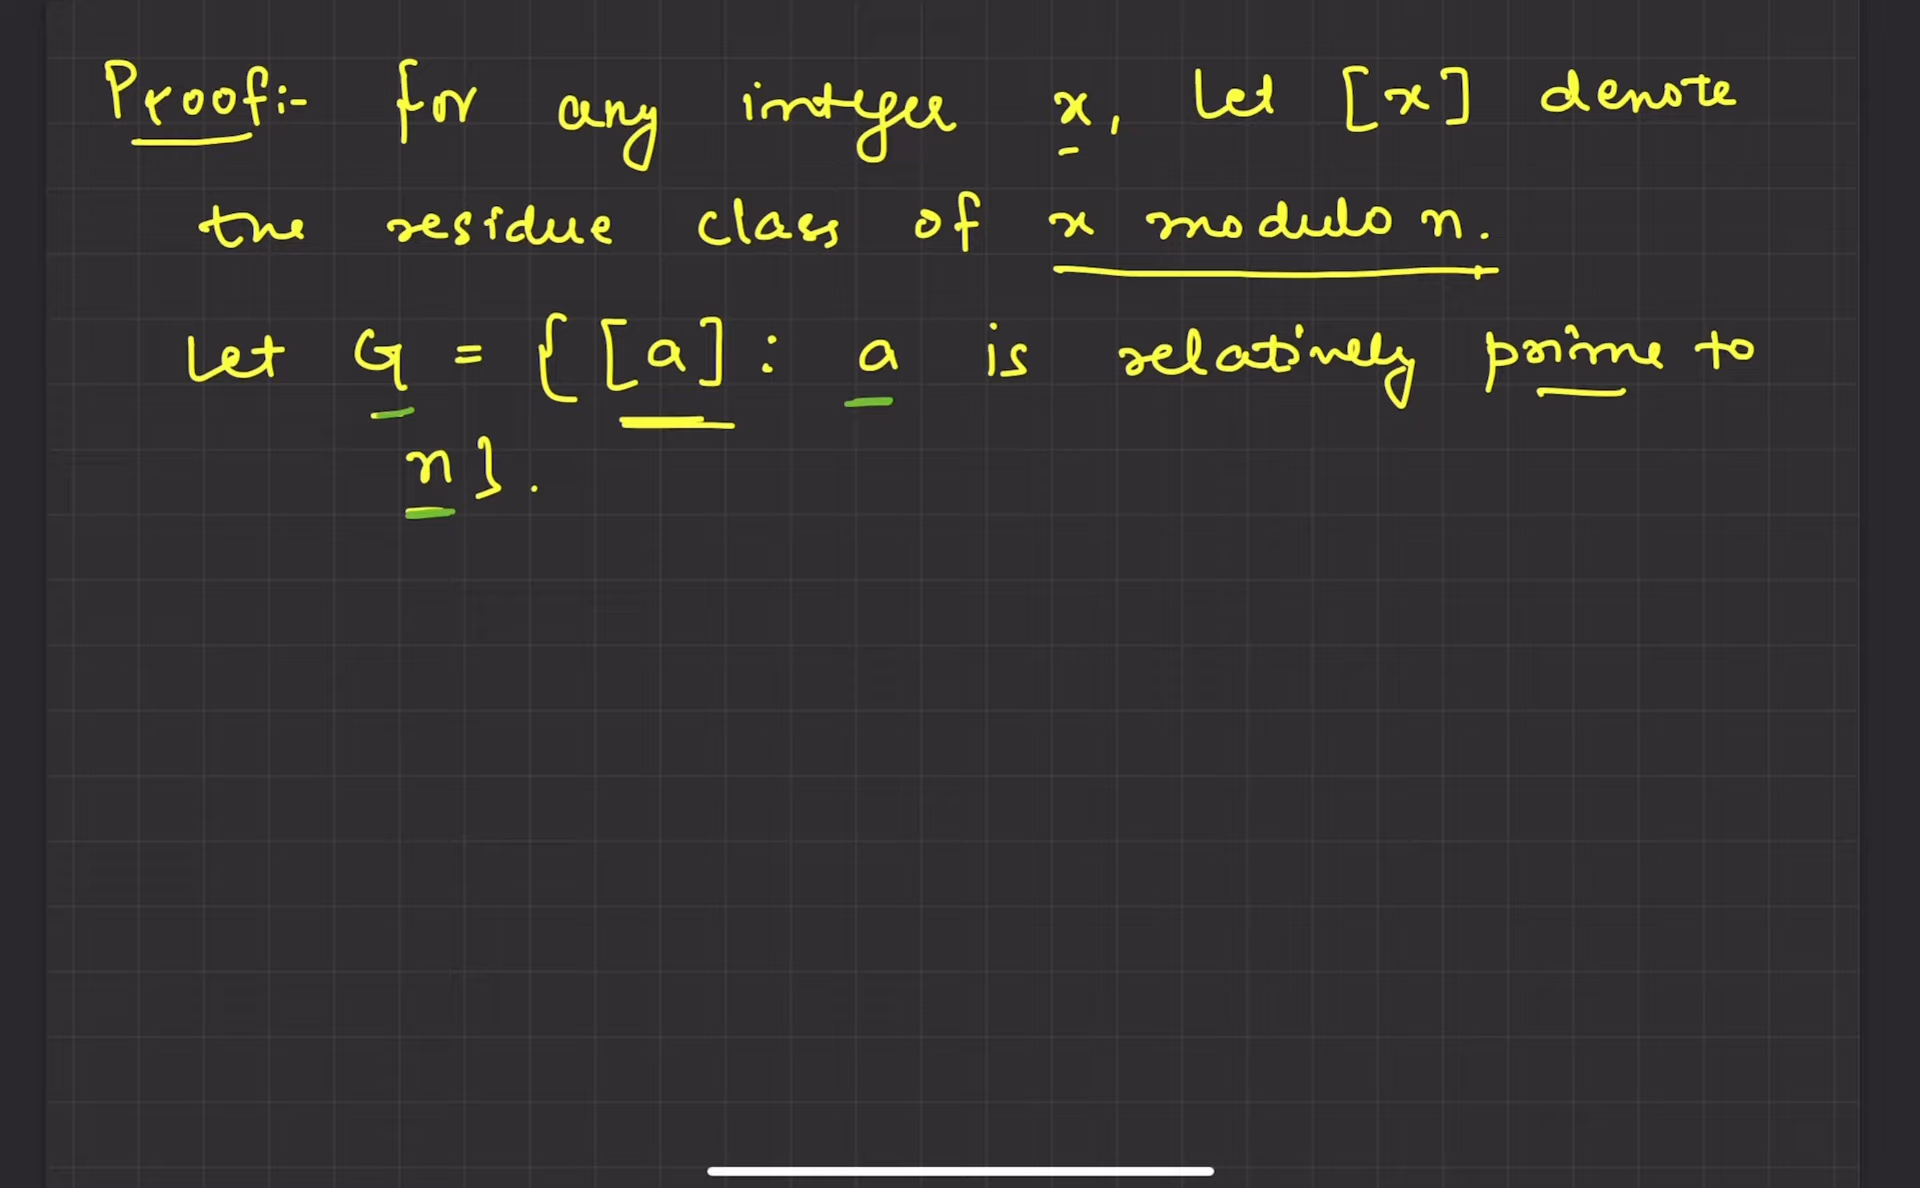 Proof:- for any integer x, Let [x] denote
the residue class of x modulo n.
Let G = { [a] : a is relatively prime to
n } .